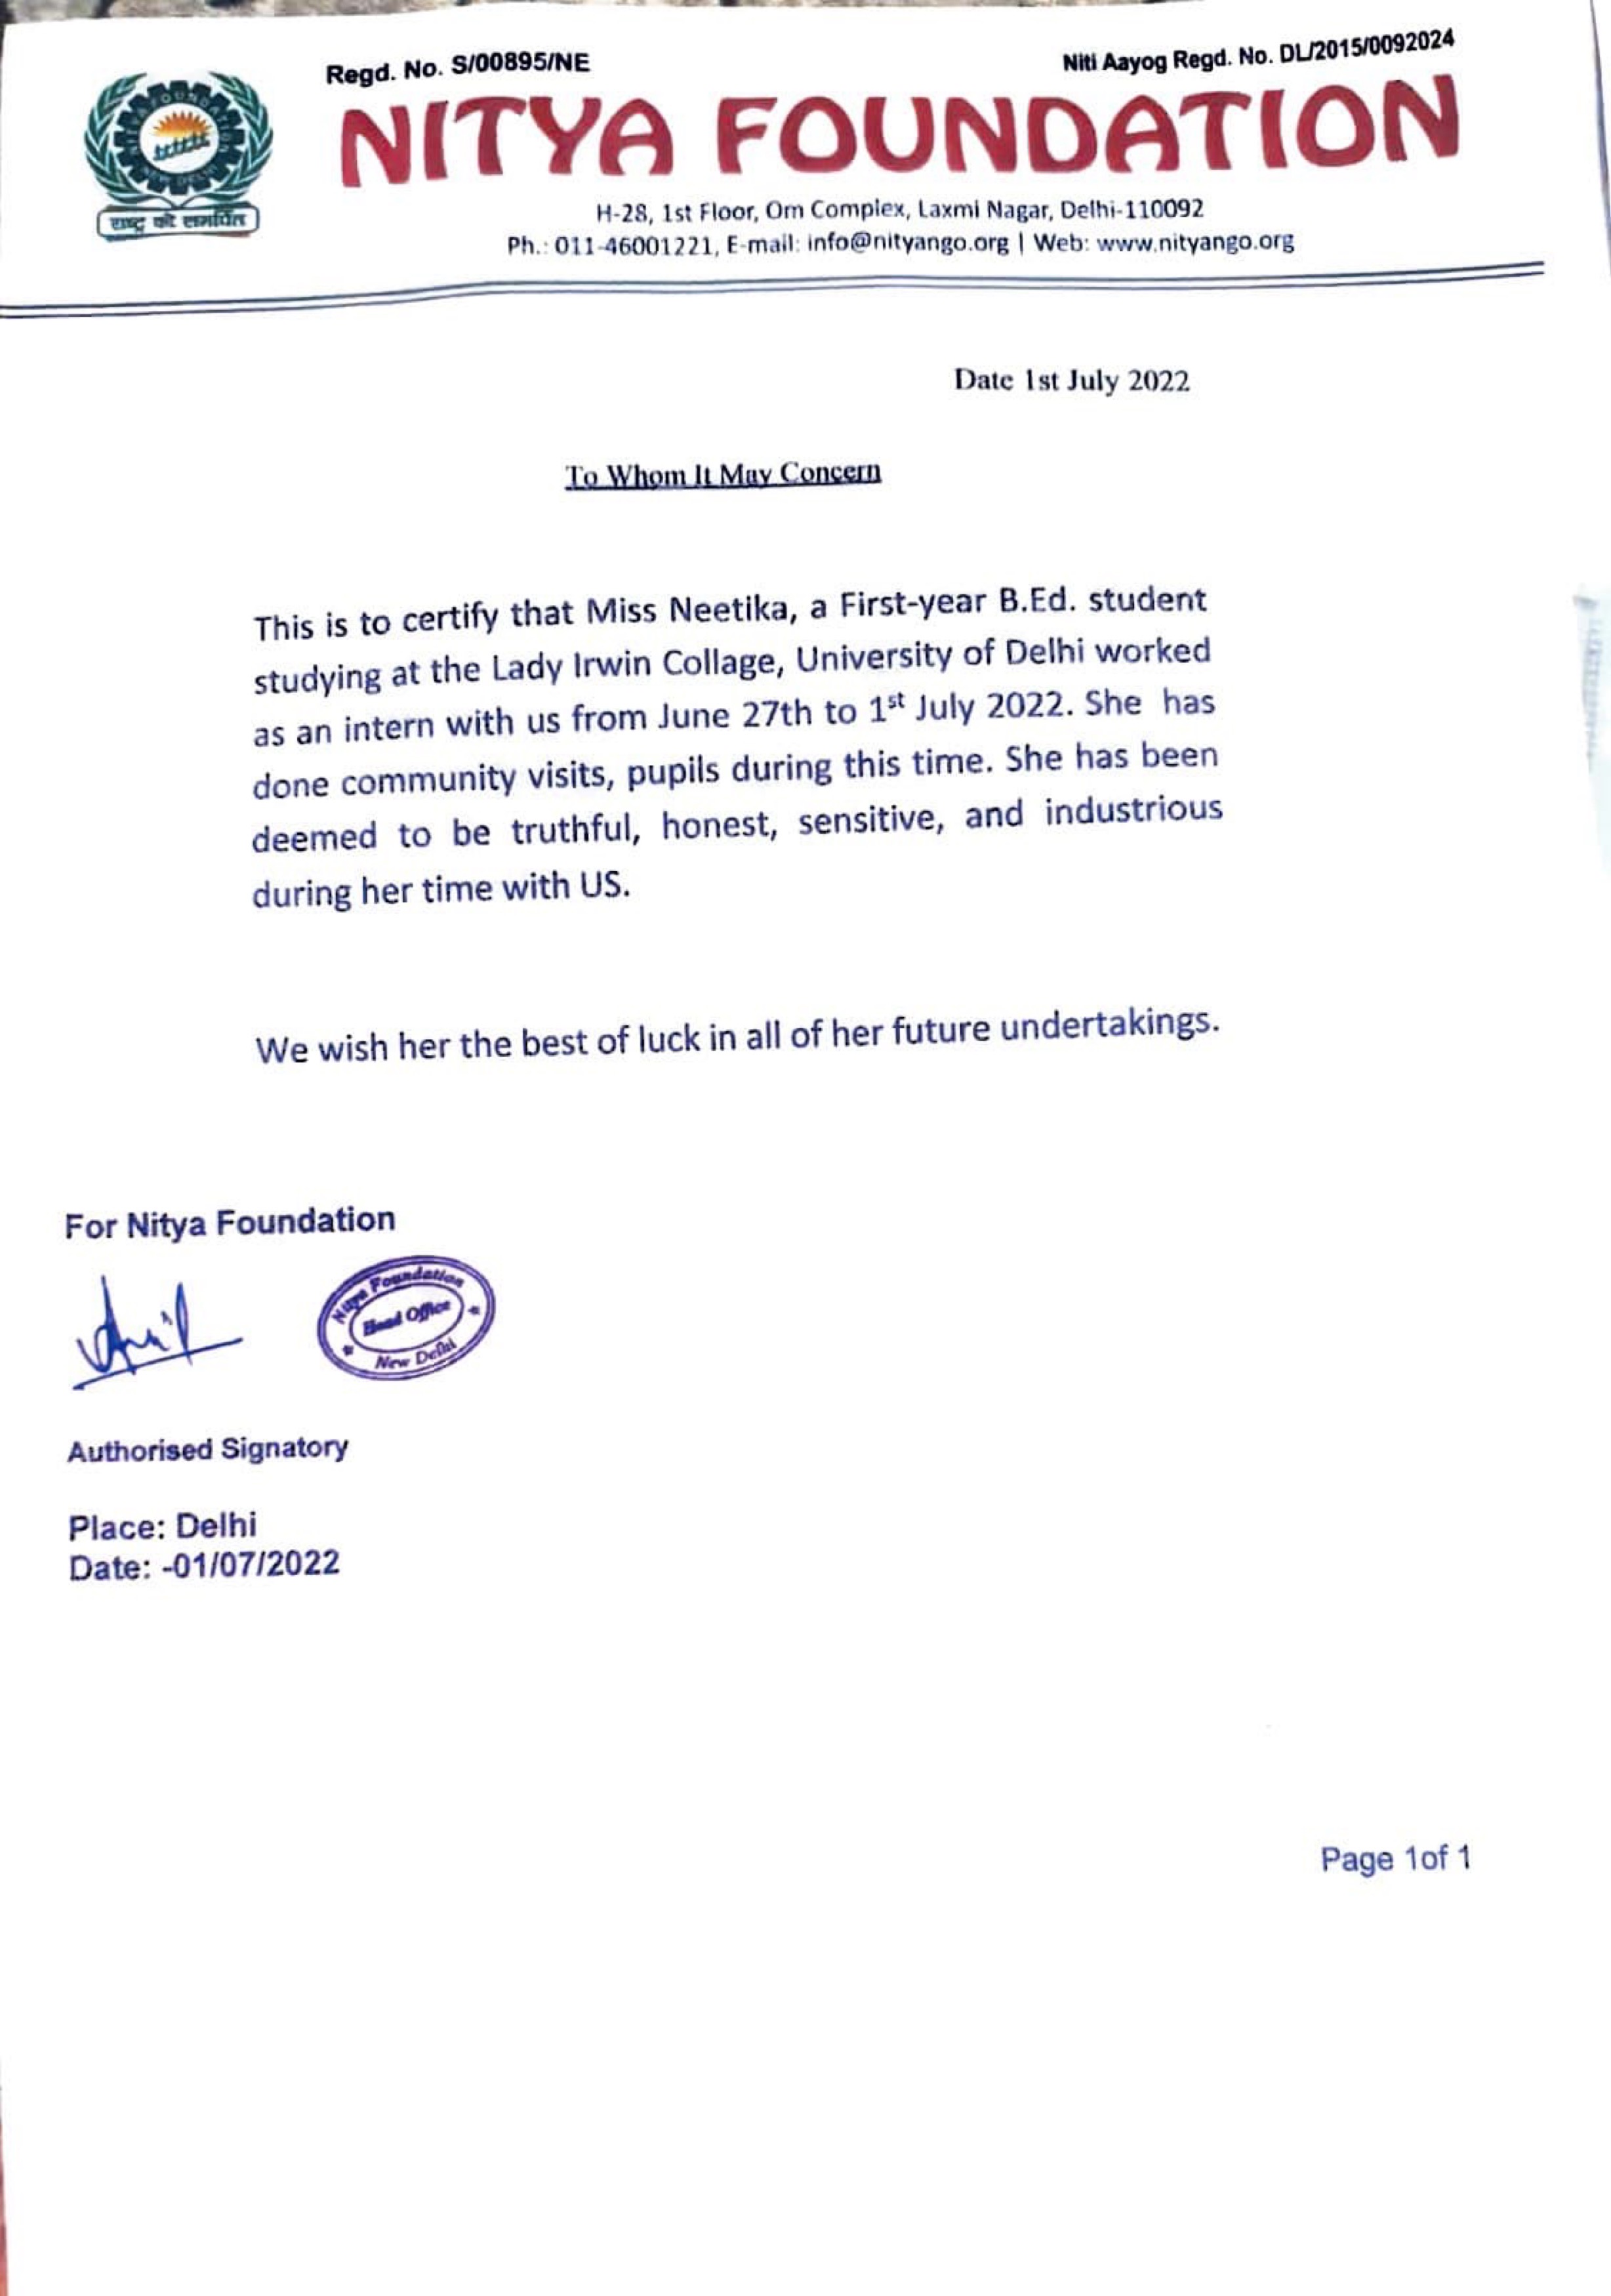 Regd. No. S/00895/NE
Niti Aayog Regd. No. DL/2015/0092024
NITYA FOUNDATION
राष्ट्र को समर्पित
H-28, 1st Floor, Om Complex, Laxmi Nagar, Delhi-110092
Ph.: 011-46001221, E-mail: info@nityango.org | Web: www.nityango.org
Date 1st July 2022
To Whom It May Concern
This is to certify that Miss Neetika, a First-year B.Ed. student
studying at the Lady Irwin Collage, University of Delhi worked
as an intern with us from June 27th to 1st July 2022. She has
done community visits, pupils during this time. She has been
deemed to be truthful, honest, sensitive, and industrious
during her time with US.
We wish her the best of luck in all of her future undertakings.
For Nitya Foundation
Anil
Nitya Foundation
Head Office
New Delhi
Authorised Signatory
Place: Delhi
Date: -01/07/2022
Page 1of 1